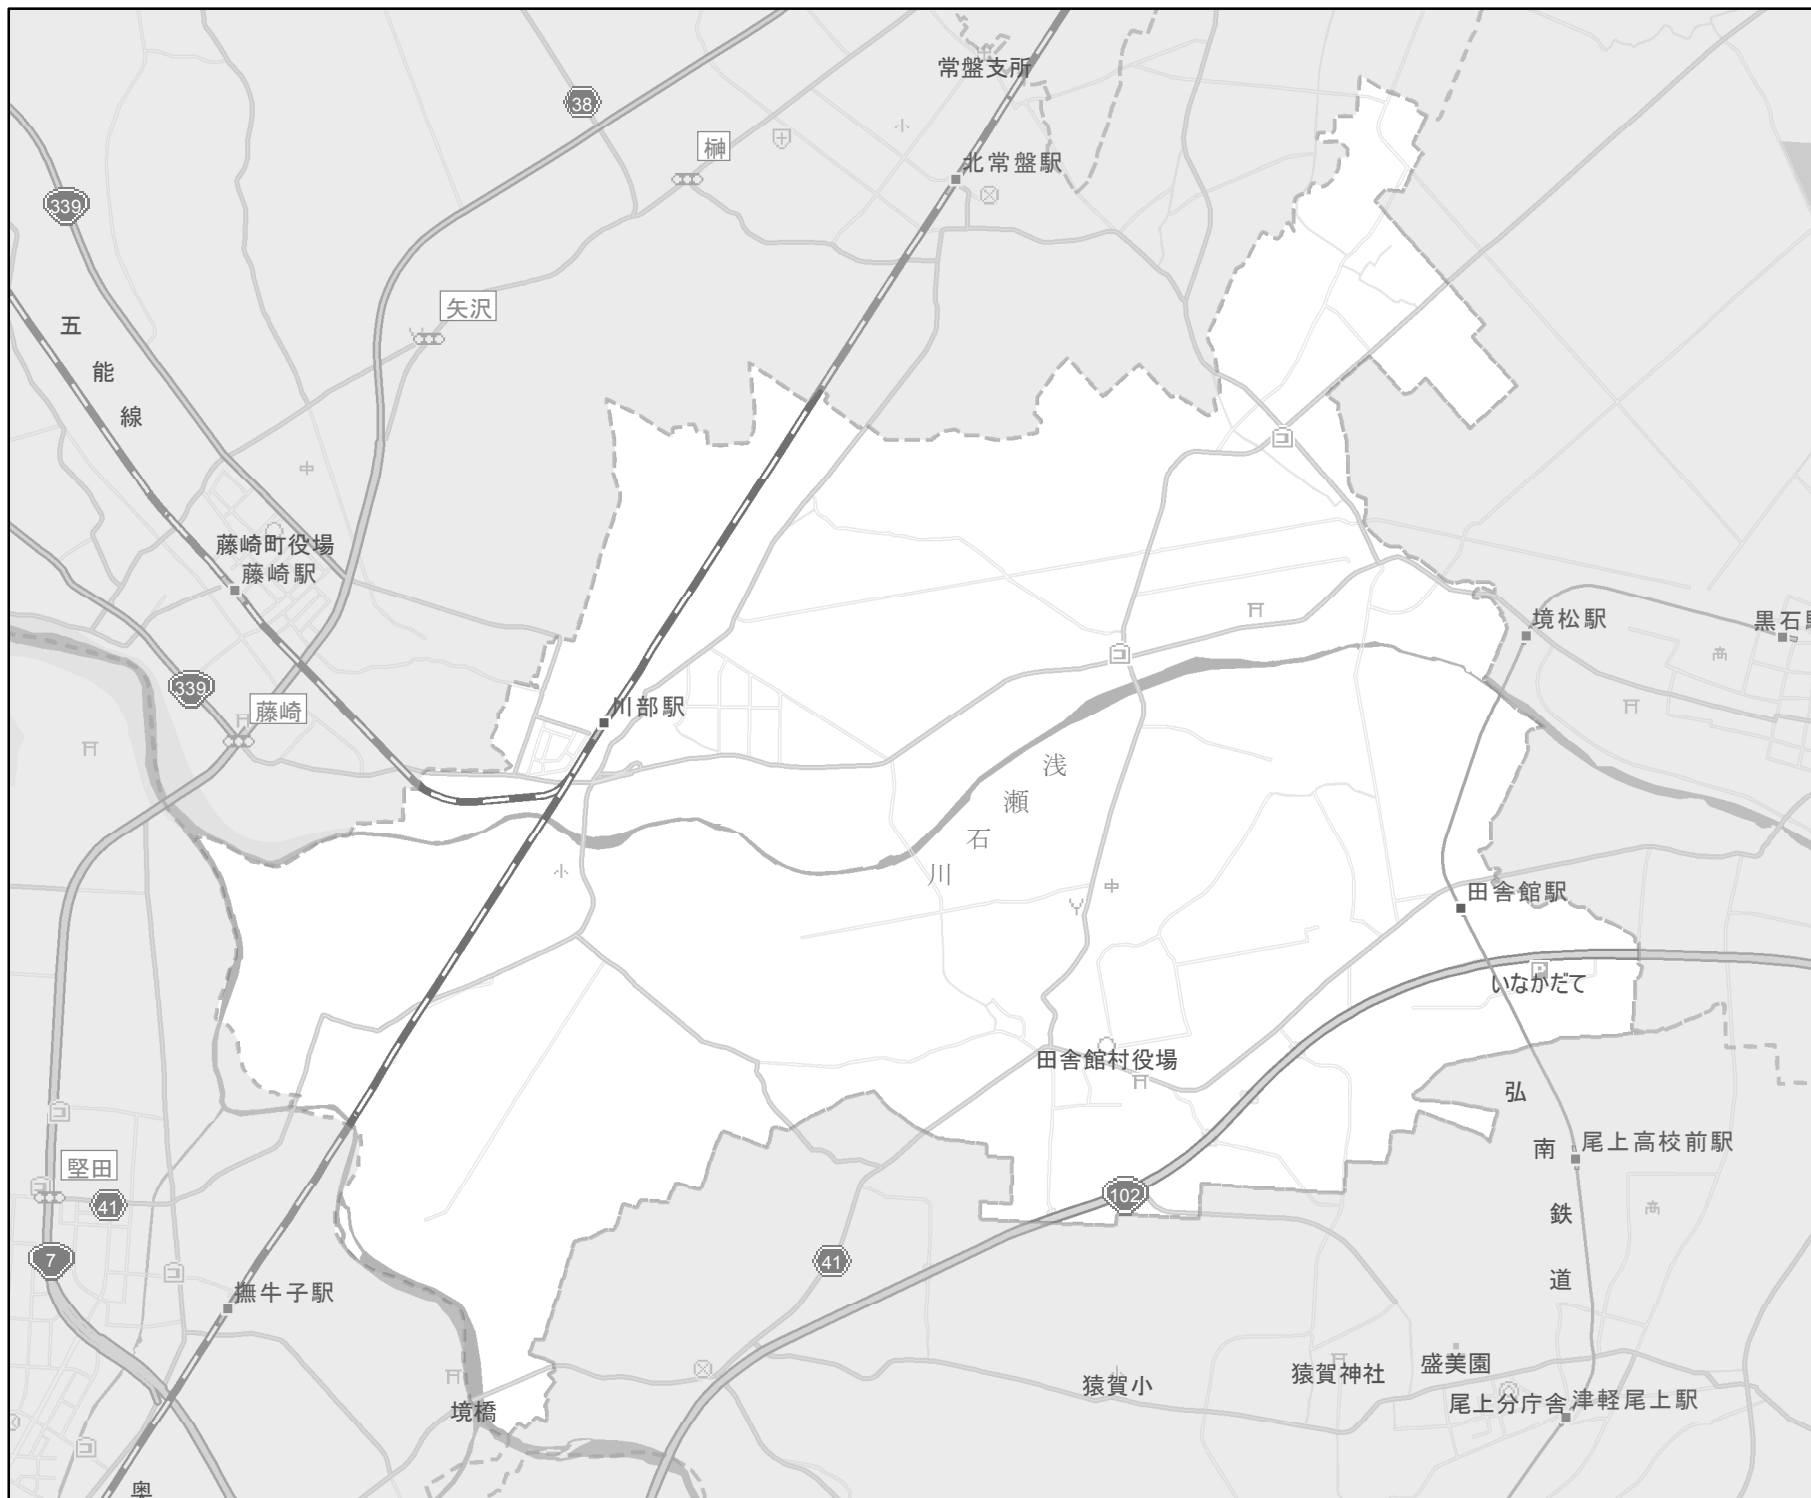 常盤支所
38
榊
北常盤駅
339
矢沢
五能線
藤崎町役場
藤崎駅
境松駅
黒石駅
339
藤崎
川部駅
浅瀬石川
田舎館駅
P
いなかだて
田舎館村役場
弘南鉄道
尾上高校前駅
堅田
41
102
7
41
撫牛子駅
猿賀神社
盛美園
猿賀小
境橋
尾上分庁舎
津軽尾上駅
奥